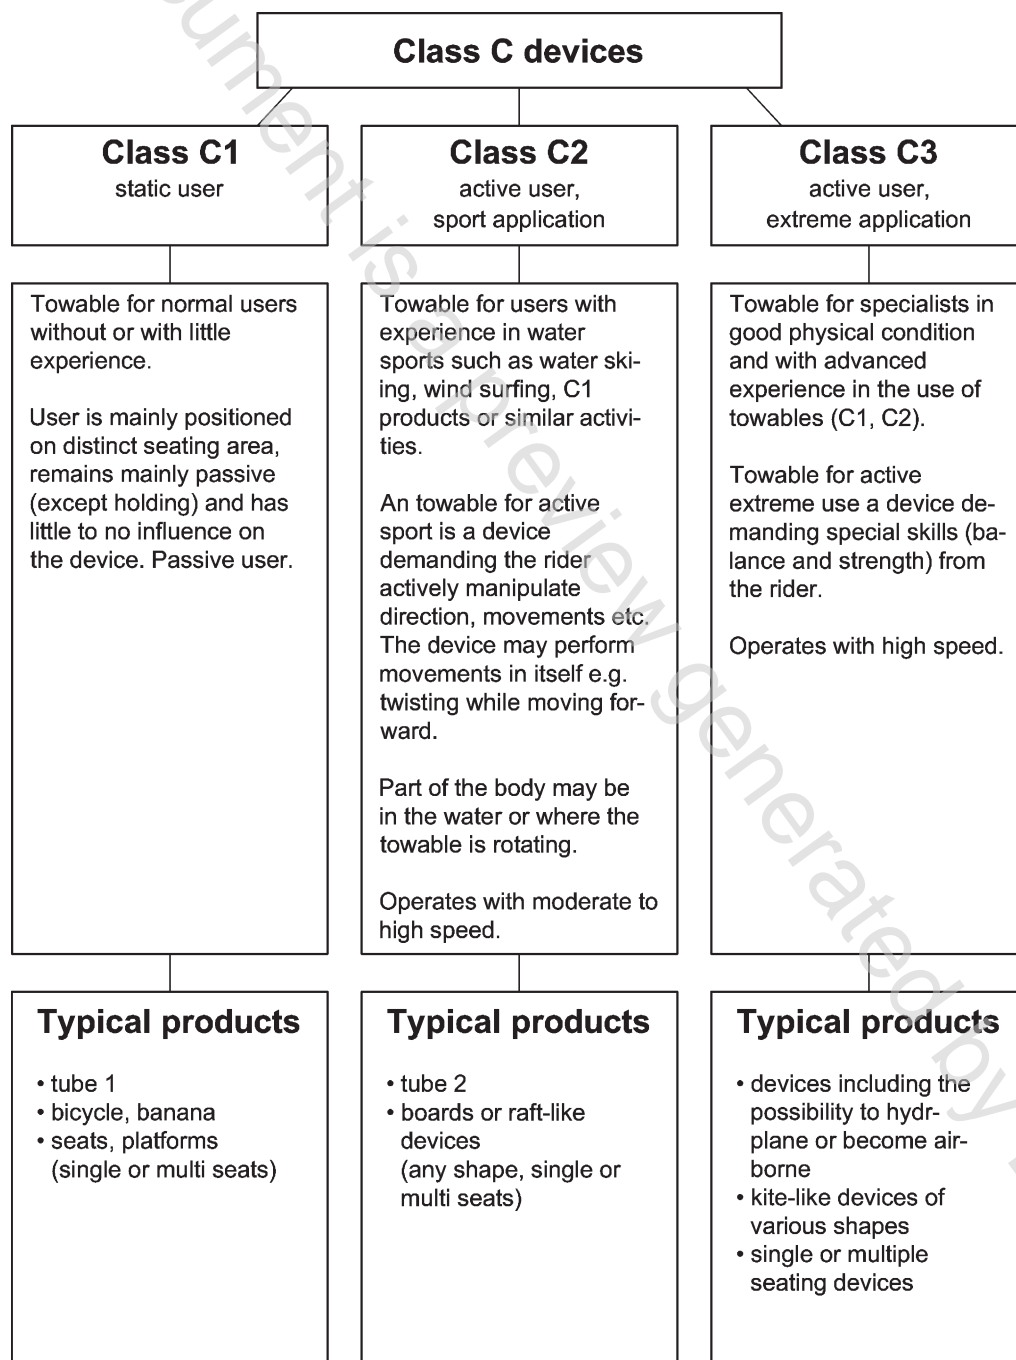 Class C devices
Class C1
static user
Class C2
active user,
sport application
Class C3
active user,
extreme application
Towable for normal users
without or with little
experience.
User is mainly positioned
on distinct seating area,
remains mainly passive
(except holding) and has
little to no influence on
the device. Passive user.
Towable for users with
experience in water
sports such as water ski-
ing, wind surfing, C1
products or similar activi-
ties.
An towable for active
sport is a device
demanding the rider
actively manipulate
direction, movements etc.
The device may perform
movements in itself e.g.
twisting while moving for-
ward.
Part of the body may be
in the water or where the
towable is rotating.
Operates with moderate to
high speed.
Towable for specialists in
good physical condition
and with advanced
experience in the use of
towables (C1, C2).
Towable for active
extreme use a device de-
manding special skills (ba-
lance and strength) from
the rider.
Operates with high speed.
Typical products
• tube 1
• bicycle, banana
• seats, platforms
(single or multi seats)
Typical products
• tube 2
• boards or raft-like
devices
(any shape, single or
multi seats)
Typical products
• devices including the
possibility to hydr-
plane or become air-
borne
• kite-like devices of
various shapes
• single or multiple
seating devices
ument is a preview generated by